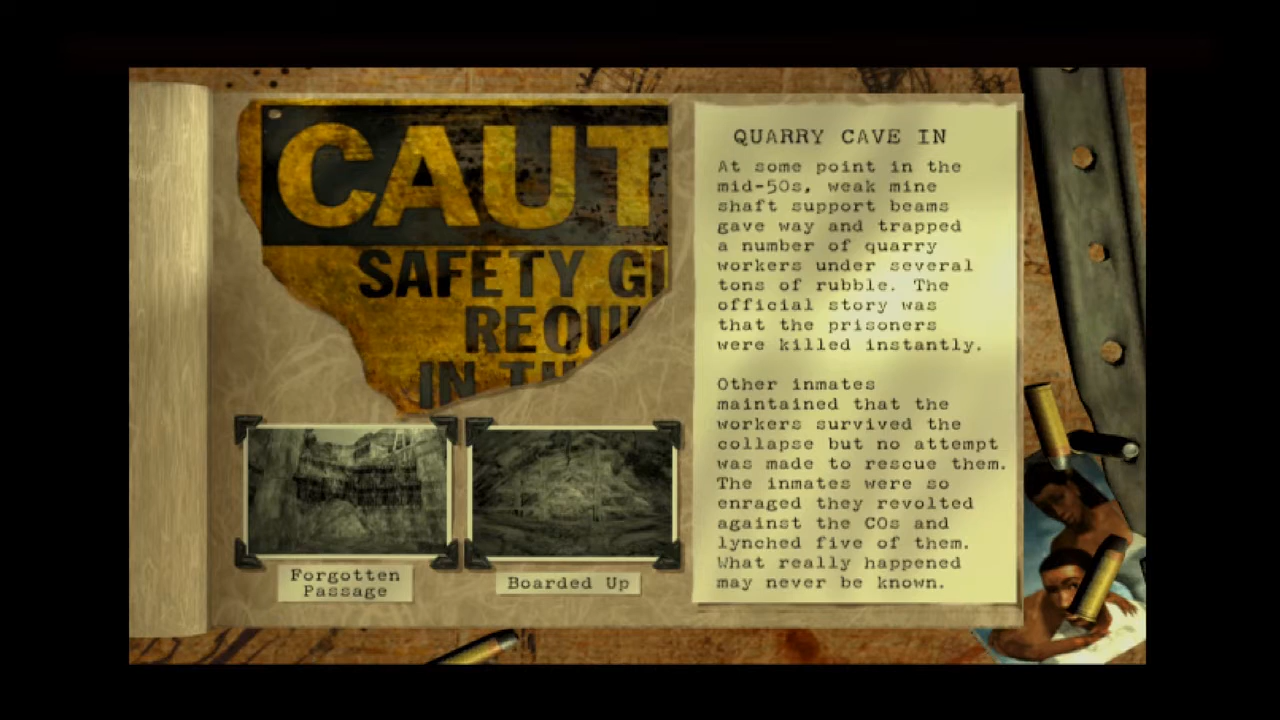 CAUT
SAFETY GI
REQU
IN TH
QUARRY CAVE IN
At some point in the
mid-50s, weak mine
shaft support beams
gave way and trapped
a number of quarry
workers under several
tons of rubble. The
official story was
that the prisoners
were killed instantly.
Other inmates
maintained that the
workers survived the
collapse but no attempt
was made to rescue them.
The inmates were so
enraged they revolted
against the COs and
lynched five of them.
What really happened
may never be known.
Forgotten
Passage
Boarded Up